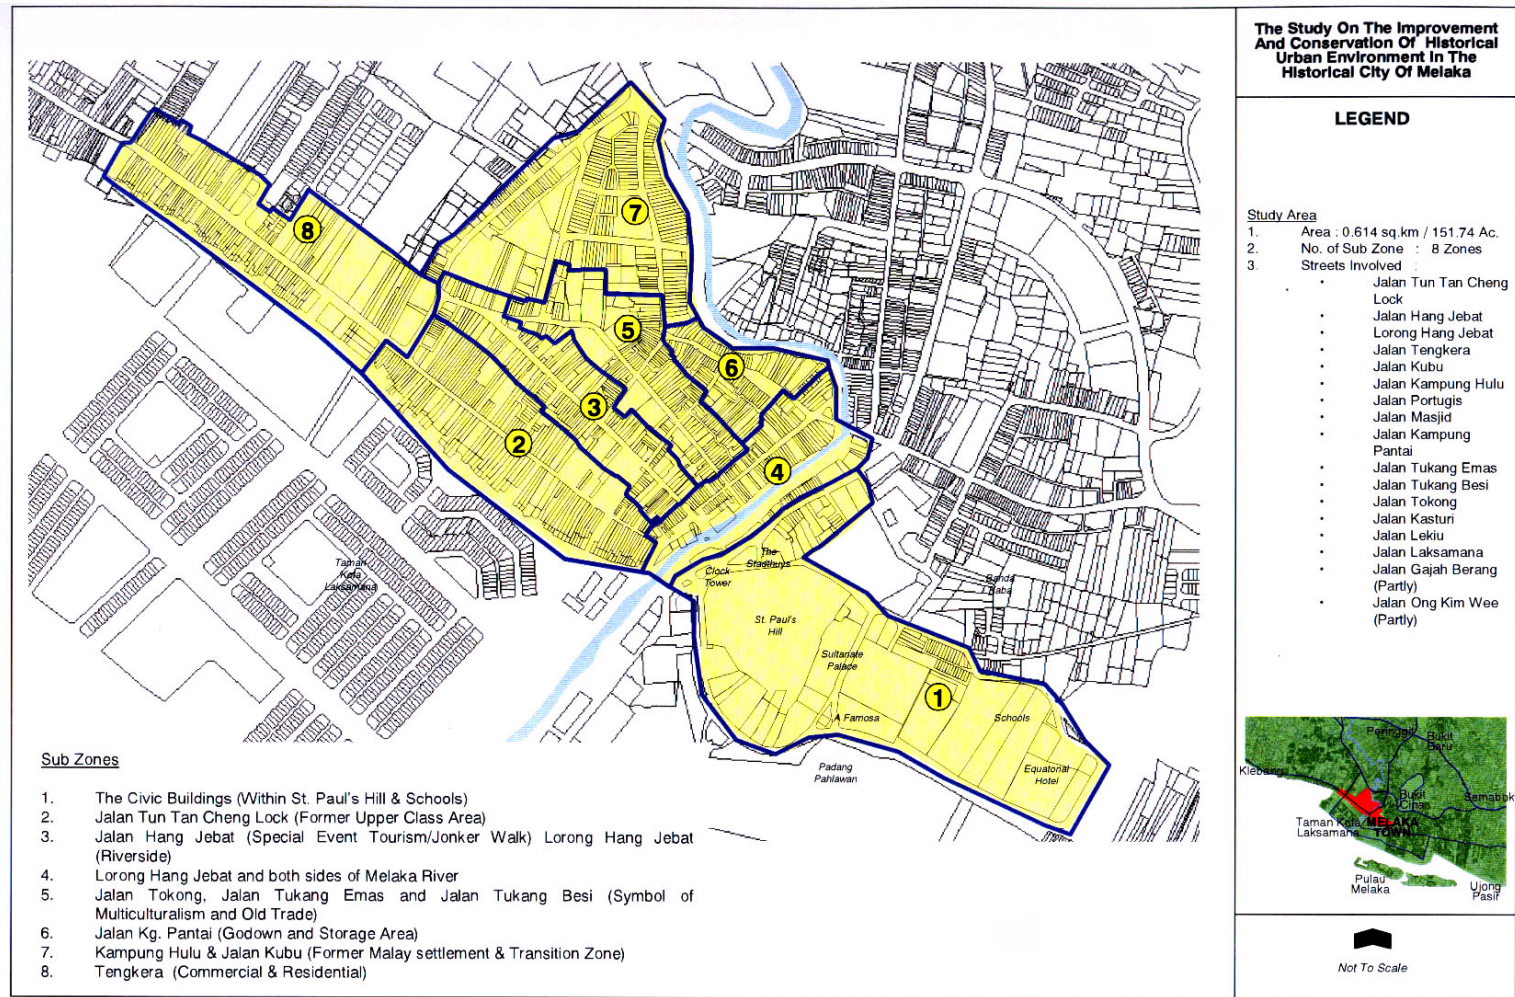 The Study On The Improvement
And Conservation Of Historical
Urban Environment In The
Historical City Of Melaka
LEGEND
Study Area
1. Area : 0.614 sq.km / 151.74 Ac.
2. No. of Sub Zone : 8 Zones
3. Streets Involved :
· Jalan Tun Tan Cheng
Lock
· Jalan Hang Jebat
· Lorong Hang Jebat
· Jalan Tengkera
· Jalan Kubu
· Jalan Kampung Hulu
· Jalan Portugis
· Jalan Masjid
· Jalan Kampung
Pantai
· Jalan Tukang Emas
· Jalan Tukang Besi
· Jalan Tokong
· Jalan Kasturi
· Jalan Lekiu
· Jalan Laksamana
· Jalan Gajah Berang
(Partly)
· Jalan Ong Kim Wee
(Partly)
8
7
5
6
3
2
4
1
Taman
Kota
Laksamana
The
Stadthuys
Clock
Tower
Banda
Kaba
St. Paul's
Hill
Sultanate
Palace
A Famosa
Schools
Equatorial
Hotel
Padang
Pahlawan
Sub Zones
1. The Civic Buildings (Within St. Paul's Hill & Schools)
2. Jalan Tun Tan Cheng Lock (Former Upper Class Area)
3. Jalan Hang Jebat (Special Event Tourism/Jonker Walk) Lorong Hang Jebat
(Riverside)
4. Lorong Hang Jebat and both sides of Melaka River
5. Jalan Tokong, Jalan Tukang Emas and Jalan Tukang Besi (Symbol of
Multiculturalism and Old Trade)
6. Jalan Kg. Pantai (Godown and Storage Area)
7. Kampung Hulu & Jalan Kubu (Former Malay settlement & Transition Zone)
8. Tengkera (Commercial & Residential)
Peringgit
Bukit
Baru
Klebang
Bukit
Cina
Semabok
Taman Kota
Laksamana
MELAKA
TOWN
Pulau
Melaka
Ujong
Pasir
Not To Scale